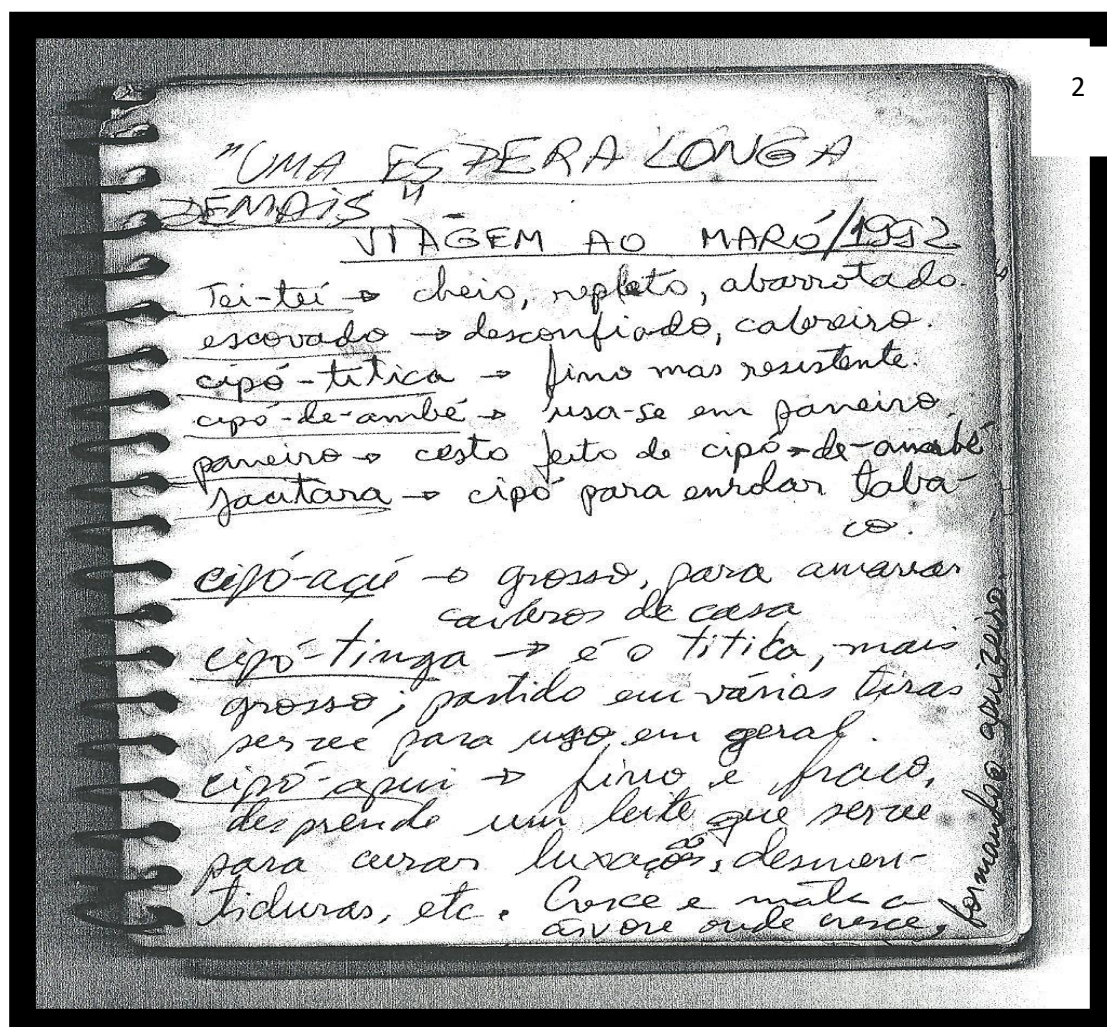 2
"UMA ESPERA LONGA
DEMAIS"
VIAGEM AO MARÓ/1992
Tei-tei → cheio, repleto, abarrotado.
escovado → desconfiado, cabreiro.
cipó-titica → fino mas resistente.
cipó-de-ambé → usa-se em paneiro.
paneiro → cesto feito de cipó-de-ambé
Jacitara → cipó para enrolar taba-
co.
cipó-açú → grosso, para amarrar
caibros de casa
cipó-tinga → é o titica, mais
grosso; partido em várias tiras
serve para uso em geral.
cipó-apuí → fino e fraco,
desprende um leite que serve
para curar luxação, desmen-
tiduras, etc. Cresce e mata a
árvore onde cresce,
formando o apuizeiro.